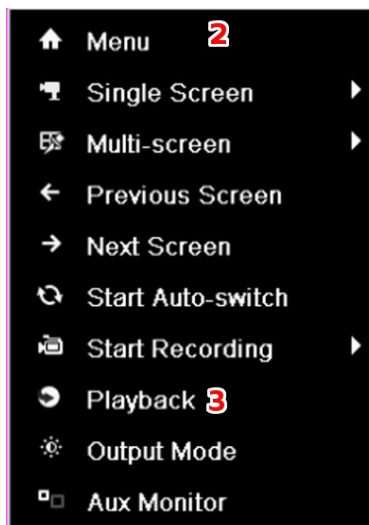 Menu 2
Single Screen
Multi-screen
Previous Screen
Next Screen
Start Auto-switch
Start Recording
Playback 3
Output Mode
Aux Monitor